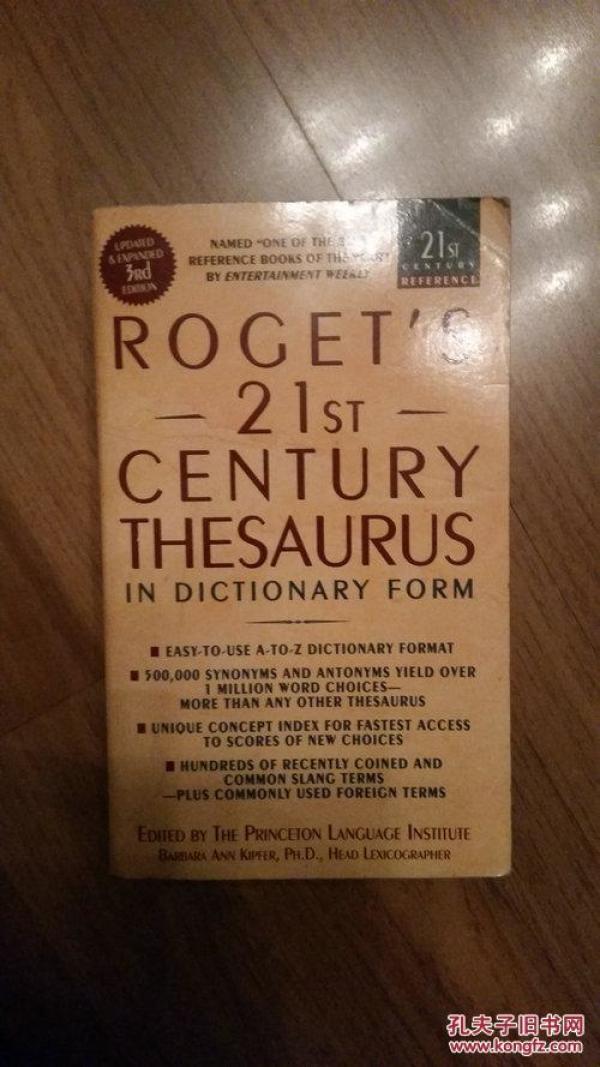 UPDATED
& EXPANDED
3rd
EDITION
NAMED "ONE OF THE
REFERENCE BOOKS OF THE
BY ENTERTAINMENT WEEKLY
21ST
CENTURY
REFERENCE
ROGET'S
— 21ST —
CENTURY
THESAURUS
IN DICTIONARY FORM
■ EASY-TO-USE A-TO-Z DICTIONARY FORMAT
■ 500,000 SYNONYMS AND ANTONYMS YIELD OVER
1 MILLION WORD CHOICES—
MORE THAN ANY OTHER THESAURUS
■ UNIQUE CONCEPT INDEX FOR FASTEST ACCESS
TO SCORES OF NEW CHOICES
■ HUNDREDS OF RECENTLY COINED AND
COMMON SLANG TERMS
—PLUS COMMONLY USED FOREIGN TERMS
EDITED BY THE PRINCETON LANGUAGE INSTITUTE
BARBARA ANN KIPFER, PH.D., HEAD LEXICOGRAPHER
孔夫子旧书网
www.kongfz.com